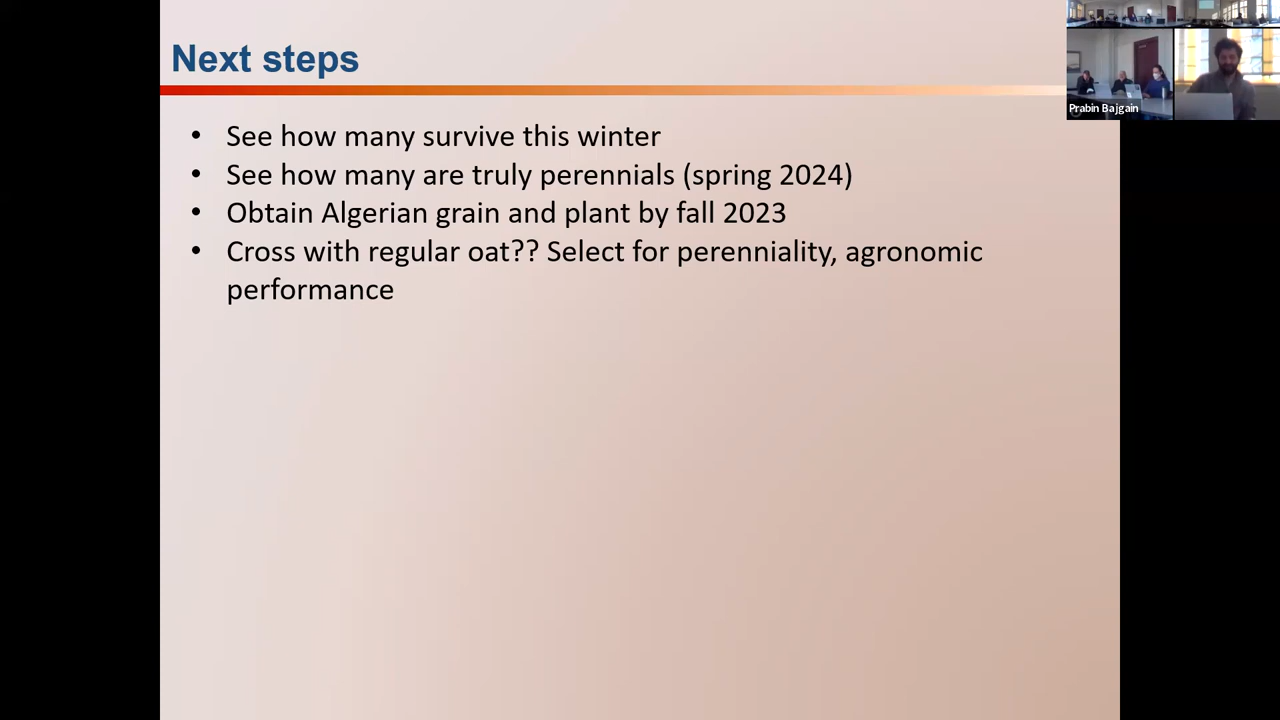 Next steps
• See how many survive this winter
• See how many are truly perennials (spring 2024)
• Obtain Algerian grain and plant by fall 2023
• Cross with regular oat?? Select for perenniality, agronomic
performance
Prabin Bajgain